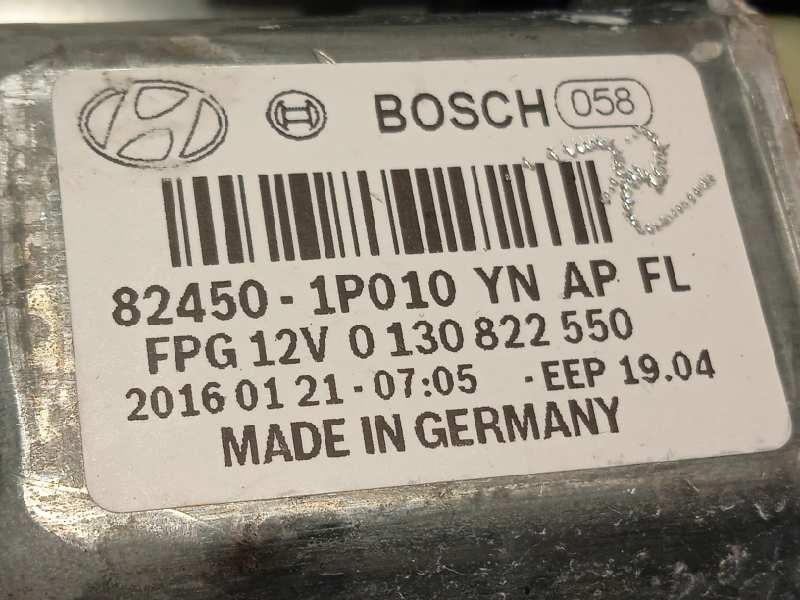 BOSCH 058
82450-1P010 YN AP FL
FPG 12V 0 130 822 550
2016 01 21-07:05 -EEP 19.04
MADE IN GERMANY